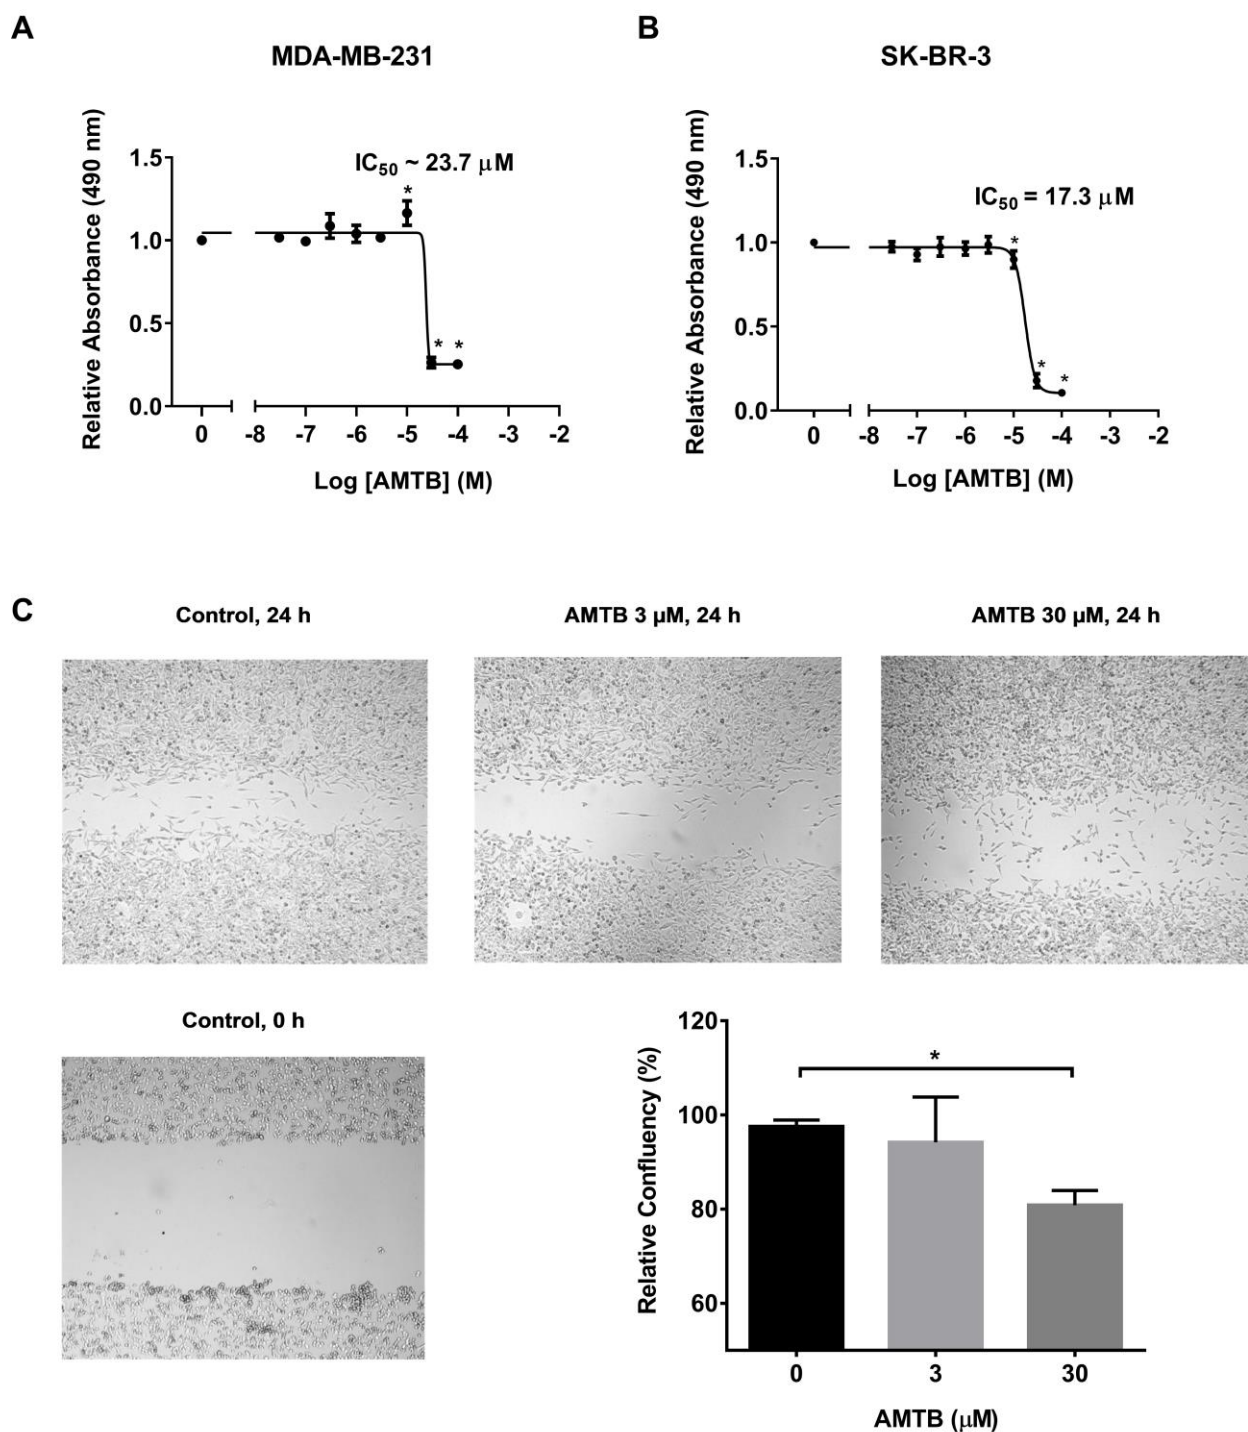 A
MDA-MB-231
Relative Absorbance (490 nm)
1.5
1.0
0.5
0.0
IC50 ~ 23.7 μM
*
* *
0 -8 -7 -6 -5 -4 -3 -2
Log [AMTB] (M)
B
SK-BR-3
Relative Absorbance (490 nm)
1.5
1.0
0.5
0.0
IC50 = 17.3 μM
*
* *
0 -8 -7 -6 -5 -4 -3 -2
Log [AMTB] (M)
C
Control, 24 h
AMTB 3 μM, 24 h
AMTB 30 μM, 24 h
Control, 0 h
Relative Confluency (%)
120
100
80
60
*
0 3 30
AMTB (μM)